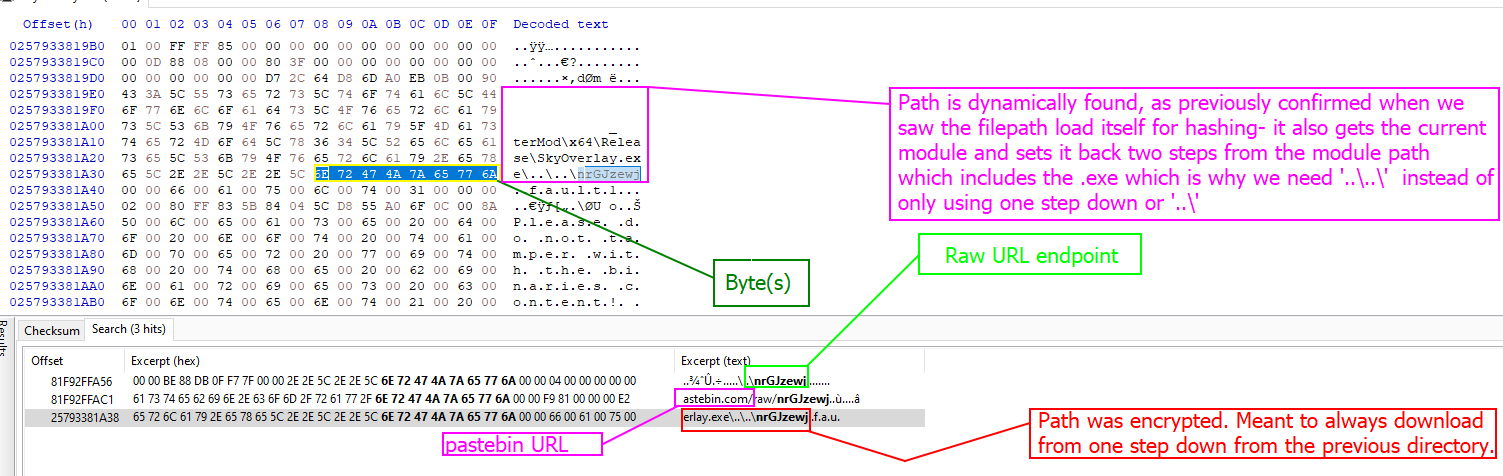 Offset(h) 00 01 02 03 04 05 06 07 08 09 0A 0B 0C 0D 0E 0F Decoded text
0257933819B0 01 00 FF FF 85 00 00 00 00 00 00 00 00 00 00 00 ..ÿÿ…...........
0257933819C0 00 0D 88 08 00 00 80 3F 00 00 00 00 00 00 00 00 ..ˆ...€?........
0257933819D0 00 00 00 00 00 00 D7 2C 64 D8 6D A0 EB 0B 00 90 ......×,dØm ë...
0257933819E0 43 3A 5C 55 73 65 72 73 5C 74 6F 74 61 6C 5C 44
0257933819F0 6F 77 6E 6C 6F 61 64 73 5C 4F 76 65 72 6C 61 79
025793381A00 73 5C 53 6B 79 4F 76 65 72 6C 61 79 5F 4D 61 73 _
025793381A10 74 65 72 4D 6F 64 5C 78 36 34 5C 52 65 6C 65 61 terMod\x64\Relea
025793381A20 73 65 5C 53 6B 79 4F 76 65 72 6C 61 79 2E 65 78 se\SkyOverlay.ex
025793381A30 65 5C 2E 2E 5C 2E 2E 5C 6E 72 47 4A 7A 65 77 6A e\..\..\nrGJzewj
025793381A40 00 00 66 00 61 00 75 00 6C 00 74 00 31 00 00 00 ..f.a.u.l.t.1...
025793381A50 02 00 80 FF 83 5B 84 04 5C D8 55 A0 6F 0C 00 8A ..€ÿƒ[„.\ØU o..Š
025793381A60 50 00 6C 00 65 00 61 00 73 00 65 00 20 00 64 00 P.l.e.a.s.e. .d.
025793381A70 6F 00 20 00 6E 00 6F 00 74 00 20 00 74 00 61 00 o. .n.o.t. .t.a.
025793381A80 6D 00 70 00 65 00 72 00 20 00 77 00 69 00 74 00 m.p.e.r. .w.i.t.
025793381A90 68 00 20 00 74 00 68 00 65 00 20 00 62 00 69 00 h. .t.h.e. .b.i.
025793381AA0 6E 00 61 00 72 00 69 00 65 00 73 00 20 00 63 00 n.a.r.i.e.s. .c.
025793381AB0 6F 00 6E 00 74 00 65 00 6E 00 74 00 21 00 20 00 o.n.t.e.n.t.!. .
Path is dynamically found, as previously confirmed when we
saw the filepath load itself for hashing- it also gets the current
module and sets it back two steps from the module path
which includes the .exe which is why we need '..\..\' instead of
only using one step down or '..\'
Raw URL endpoint
Byte(s)
Results
Checksum Search (3 hits)
Offset Excerpt (hex) Excerpt (text)
81F92FFA56 00 00 BE 88 DB 0F F7 7F 00 00 2E 2E 5C 2E 2E 5C 6E 72 47 4A 7A 65 77 6A 00 00 04 00 00 00 00 00 ..¾ˆÛ.÷.....\..\nrGJzewj........
81F92FFAC1 61 73 74 65 62 69 6E 2E 63 6F 6D 2F 72 61 77 2F 6E 72 47 4A 7A 65 77 6A 00 00 F9 81 00 00 00 E2 astebin.com/raw/nrGJzewj..ù....â
25793381A38 65 72 6C 61 79 2E 65 78 65 5C 2E 2E 5C 2E 2E 5C 6E 72 47 4A 7A 65 77 6A 00 00 66 00 61 00 75 00 erlay.exe\..\..\nrGJzewj..f.a.u.
pastebin URL
Path was encrypted. Meant to always download
from one step down from the previous directory.